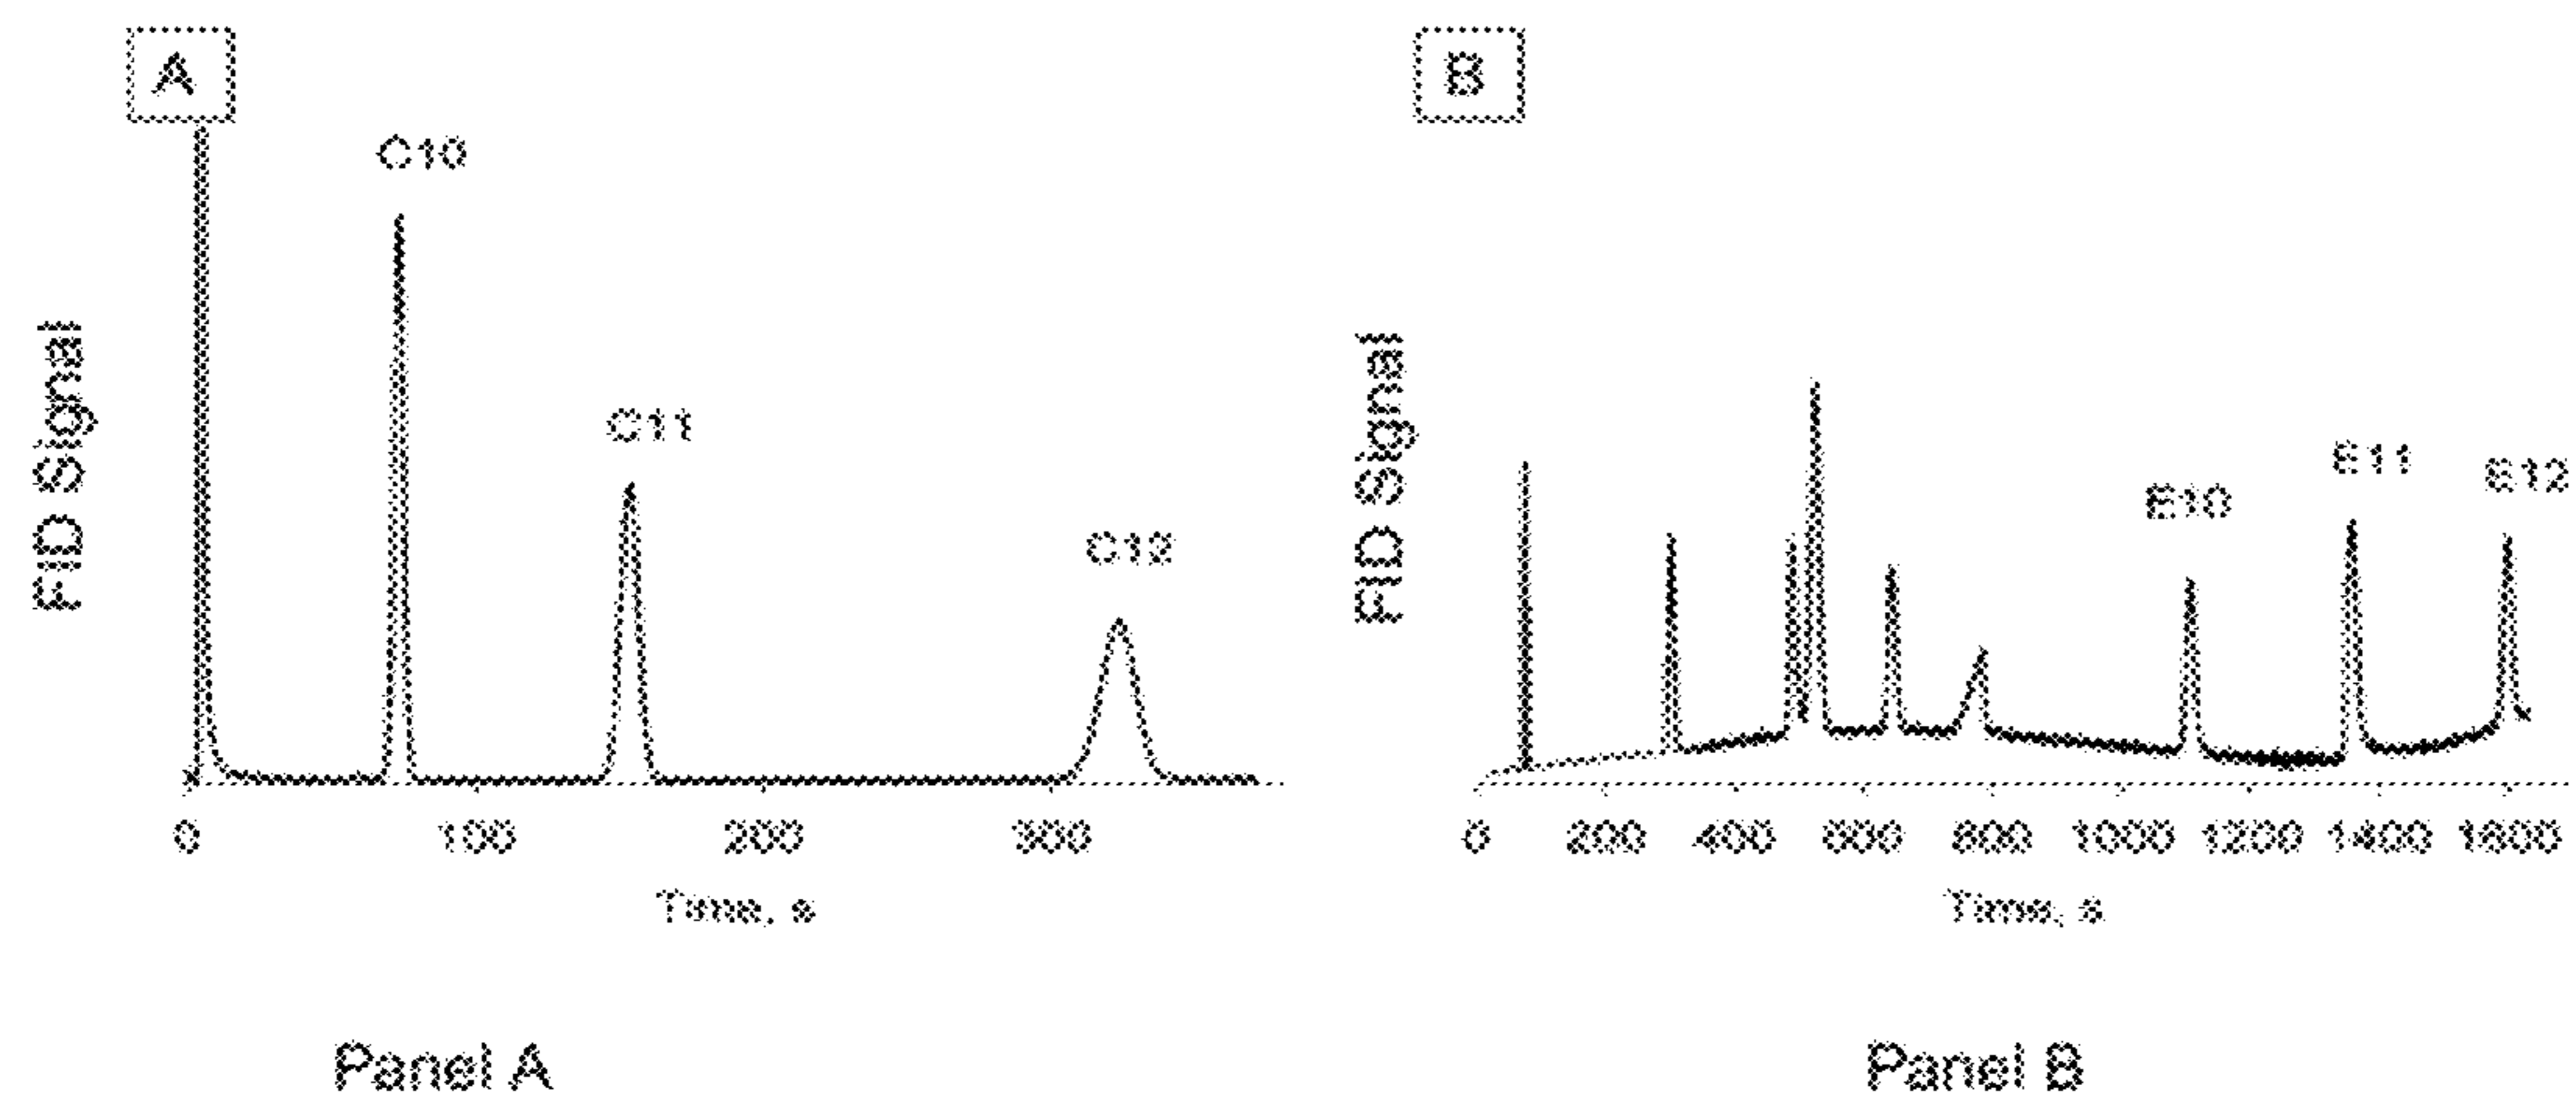 A
C10
C11
C12
FID Signal
0 100 200 300
Time, s
Panel A
B
E10
E11
E12
FID Signal
0 200 400 600 800 1000 1200 1400 1600
Time, s
Panel B